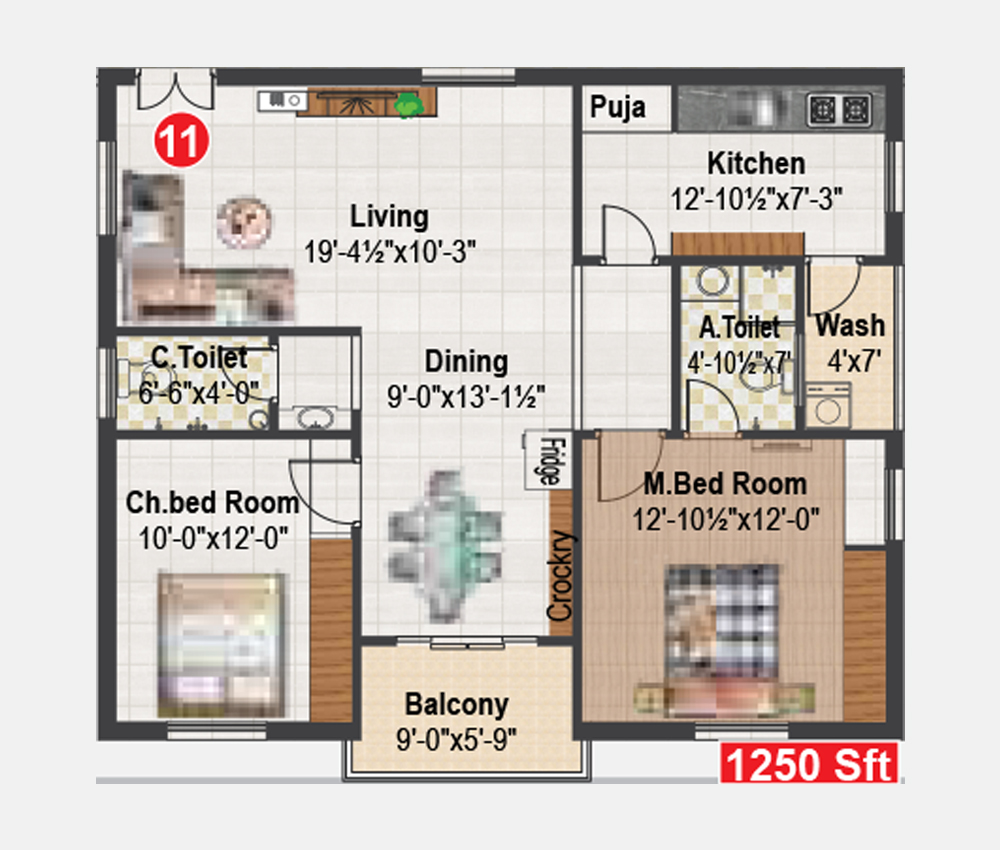 11
Puja
Kitchen
12'-10½"x7'-3"
Living
19'-4½"x10'-3"
A.Toilet
4'-10½"x7'
Wash
4'x7'
C.Toilet
6'-6"x4'-0"
Dining
9'-0"x13'-1½"
Fridge
Ch.bed Room
10'-0"x12'-0"
M.Bed Room
12'-10½"x12'-0"
Crockry
Balcony
9'-0"x5'-9"
1250 Sft